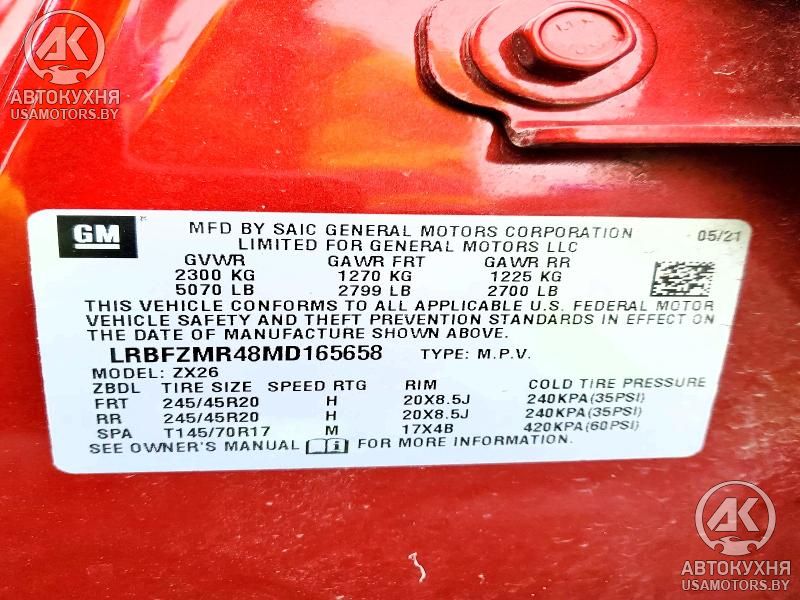 АК
АВТОКУХНЯ
USAMOTORS.BY
GM
MFD BY SAIC GENERAL MOTORS CORPORATION
LIMITED FOR GENERAL MOTORS LLC
05/21
GVWR GAWR FRT GAWR RR
2300 KG 1270 KG 1225 KG
5070 LB 2799 LB 2700 LB
THIS VEHICLE CONFORMS TO ALL APPLICABLE U.S. FEDERAL MOTOR
VEHICLE SAFETY AND THEFT PREVENTION STANDARDS IN EFFECT ON
THE DATE OF MANUFACTURE SHOWN ABOVE.
LRBFZMR48MD165658 TYPE: M.P.V.
MODEL: ZX26
ZBDL TIRE SIZE SPEED RTG RIM COLD TIRE PRESSURE
FRT 245/45R20 H 20X8.5J 240KPA(35PSI)
RR 245/45R20 H 20X8.5J 240KPA(35PSI)
SPA T145/70R17 M 17X4B 420KPA(60PSI)
SEE OWNER'S MANUAL FOR MORE INFORMATION.
АК
АВТОКУХНЯ
USAMOTORS.BY